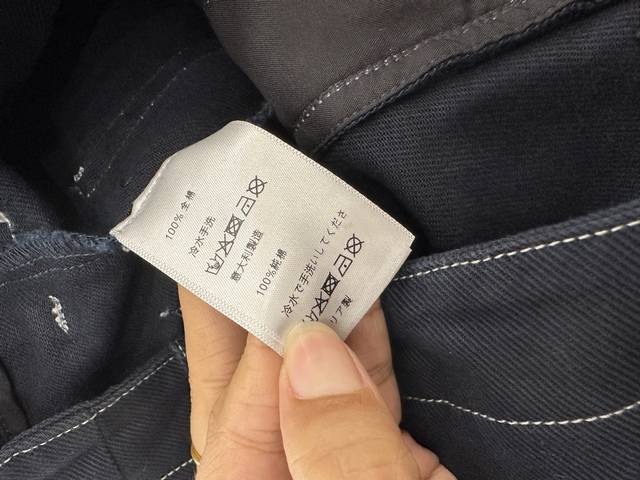 100% 全棉
冷水手洗
意大利製造
100%純棉
冷水で手洗いしてくださ
リア製